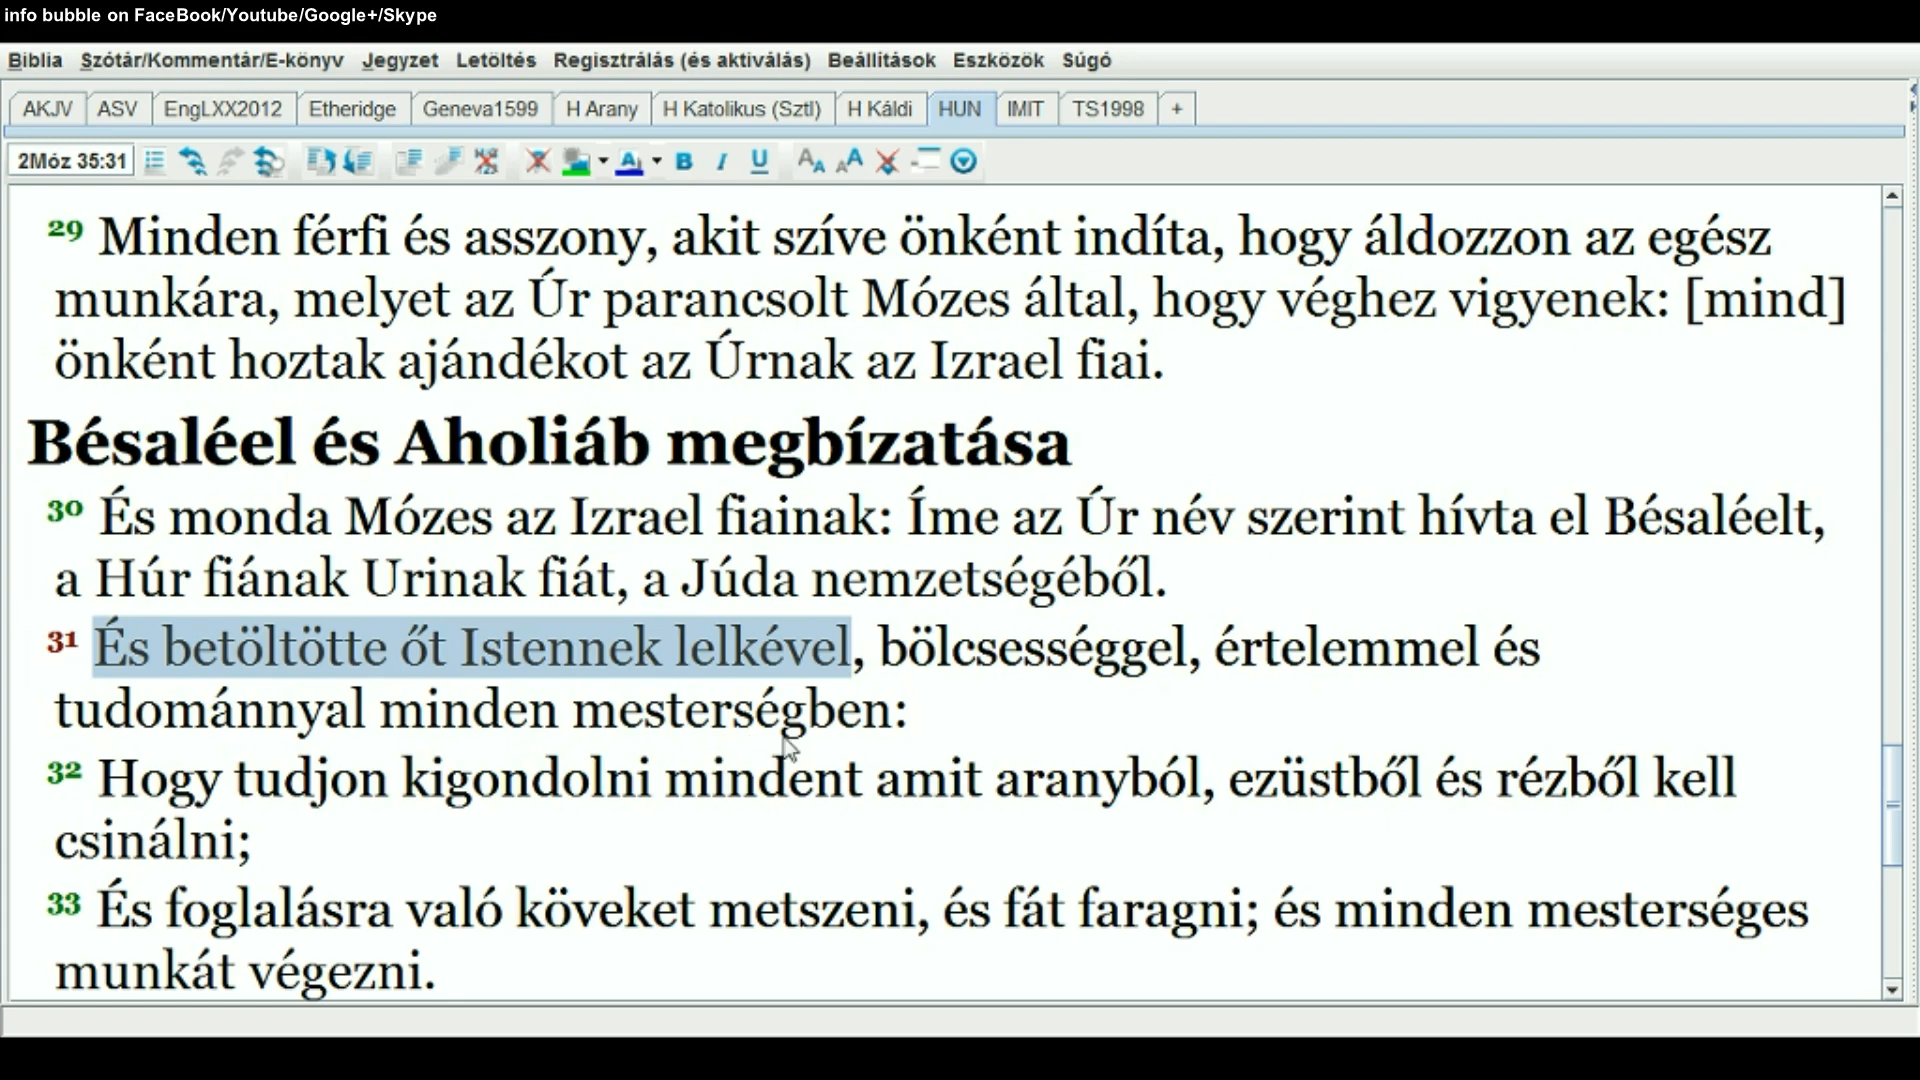 info bubble on FaceBook/Youtube/Google+/Skype
Biblia Szótár/Kommentár/E-könyv Jegyzet Letöltés Regisztrálás (és aktiválás) Beállítások Eszközök Súgó
AKJV ASV EngLXX2012 Etheridge Geneva1599 H Arany H Katolikus (Sztl) H Káldi HUN IMIT TS1998 +
2Móz 35:31
29 Minden férfi és asszony, akit szíve önként indíta, hogy áldozzon az egész
munkára, melyet az Úr parancsolt Mózes által, hogy véghez vigyenek: [mind]
önként hoztak ajándékot az Úrnak az Izrael fiai.
Bésaléel és Aholiáb megbízatása
30 És monda Mózes az Izrael fiainak: Íme az Úr név szerint hívta el Bésaléelt,
a Húr fiának Urinak fiát, a Júda nemzetségéből.
31 És betöltötte őt Istennek lelkével, bölcsességgel, értelemmel és
tudománnyal minden mesterségben:
32 Hogy tudjon kigondolni mindent amit aranyból, ezüstből és rézből kell
csinálni;
33 És foglalásra való köveket metszeni, és fát faragni; és minden mesterséges
munkát végezni.